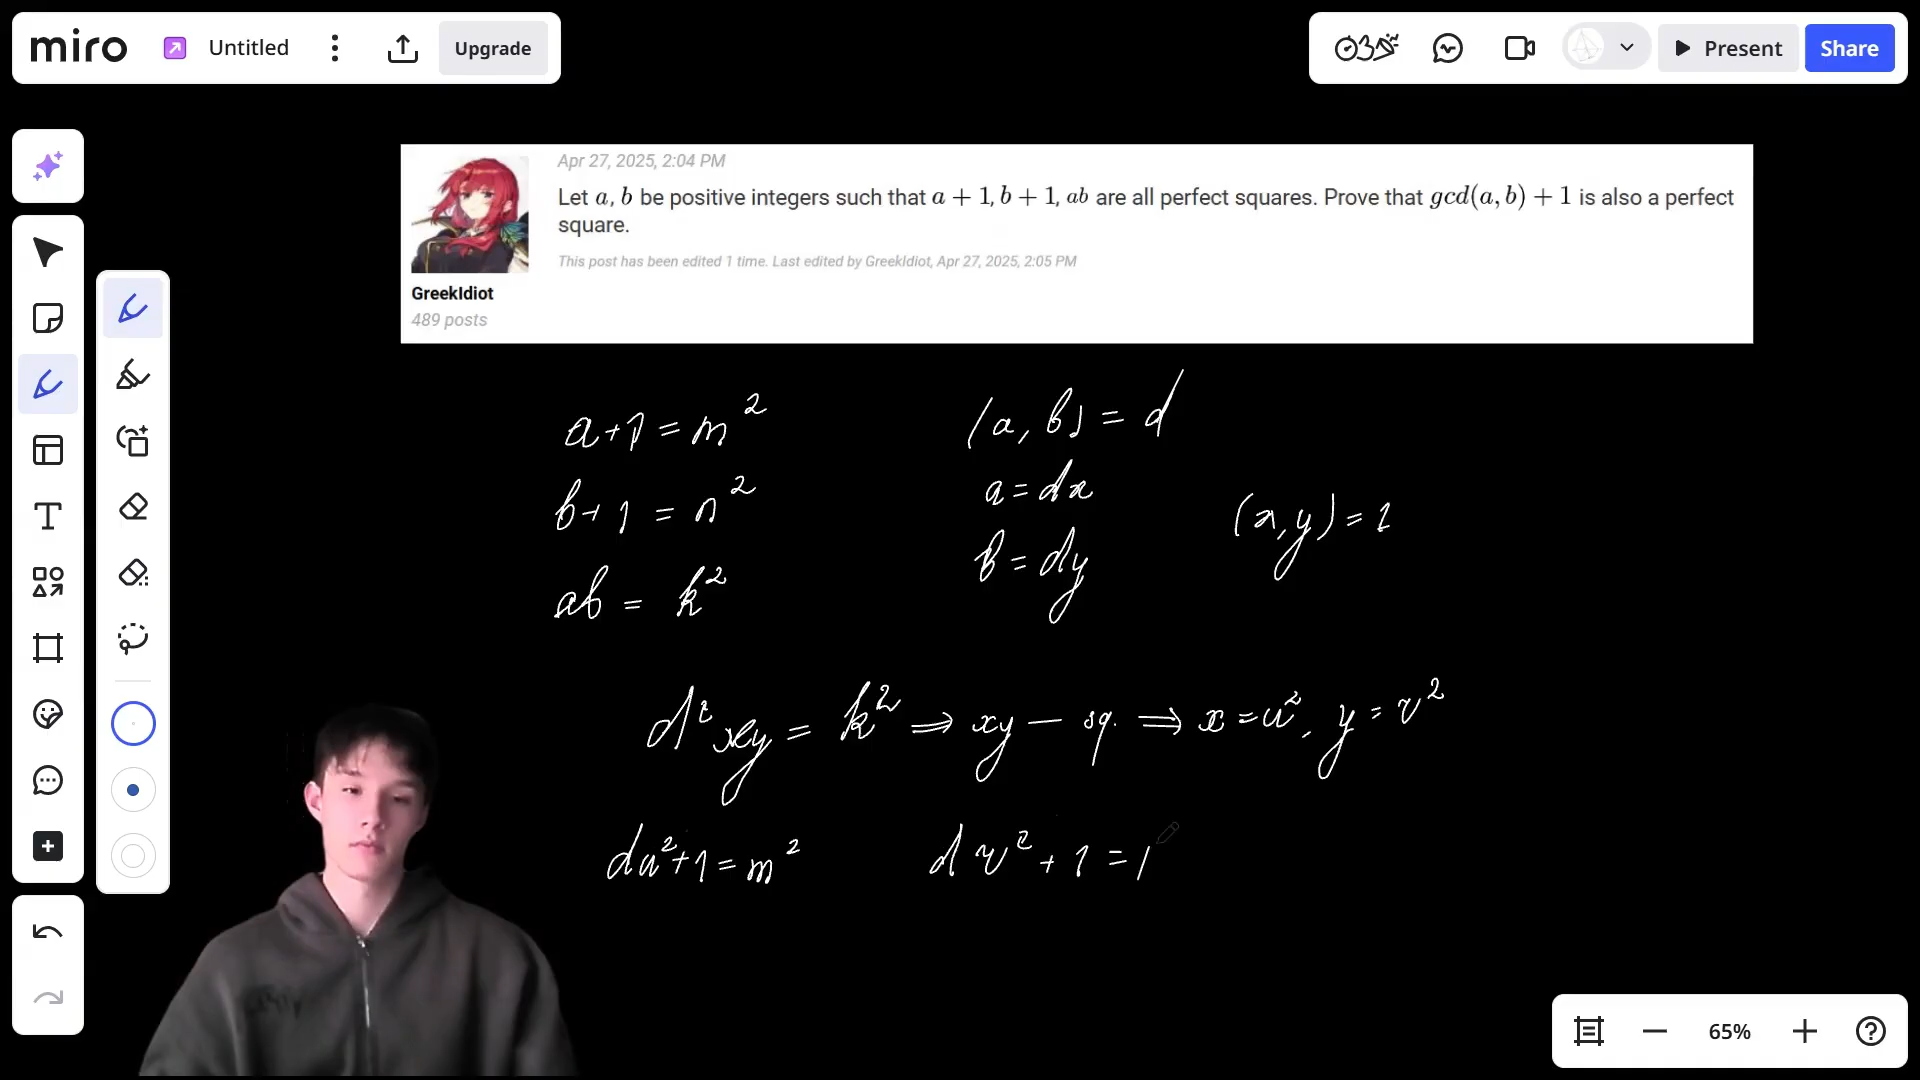 miro Untitled Upgrade Present Share
Apr 27, 2025, 2:04 PM
Let a, b be positive integers such that a + 1, b + 1, ab are all perfect squares. Prove that gcd(a, b) + 1 is also a perfect
square.
This post has been edited 1 time. Last edited by GreekIdiot, Apr 27, 2025, 2:05 PM
GreekIdiot
489 posts
a+1 = m²
b+1 = n²
ab = k²
(a, b) = d
a = dx
b = dy
(x, y) = 1
d² xy = k² ⇒ xy — sq. ⇒ x = u², y = v²
du²+1 = m²
dv² + 1 =
65%